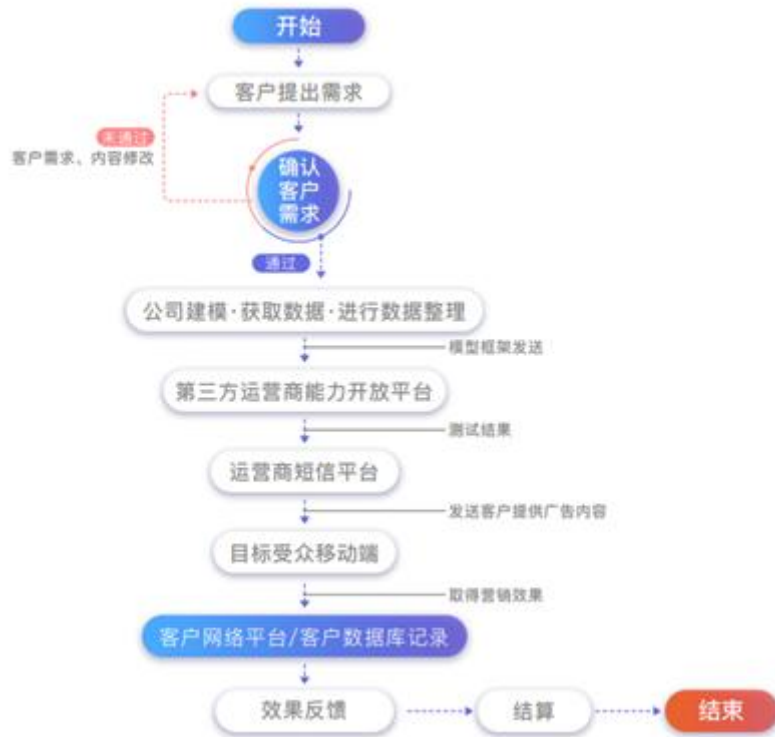 开始
客户提出需求
未通过
客户需求、内容修改
确认
客户
需求
通过
公司建模·获取数据·进行数据整理
模型框架发送
第三方运营商能力开放平台
测试结果
运营商短信平台
发送客户提供广告内容
目标受众移动端
取得营销效果
客户网络平台/客户数据库记录
效果反馈
结算
结束